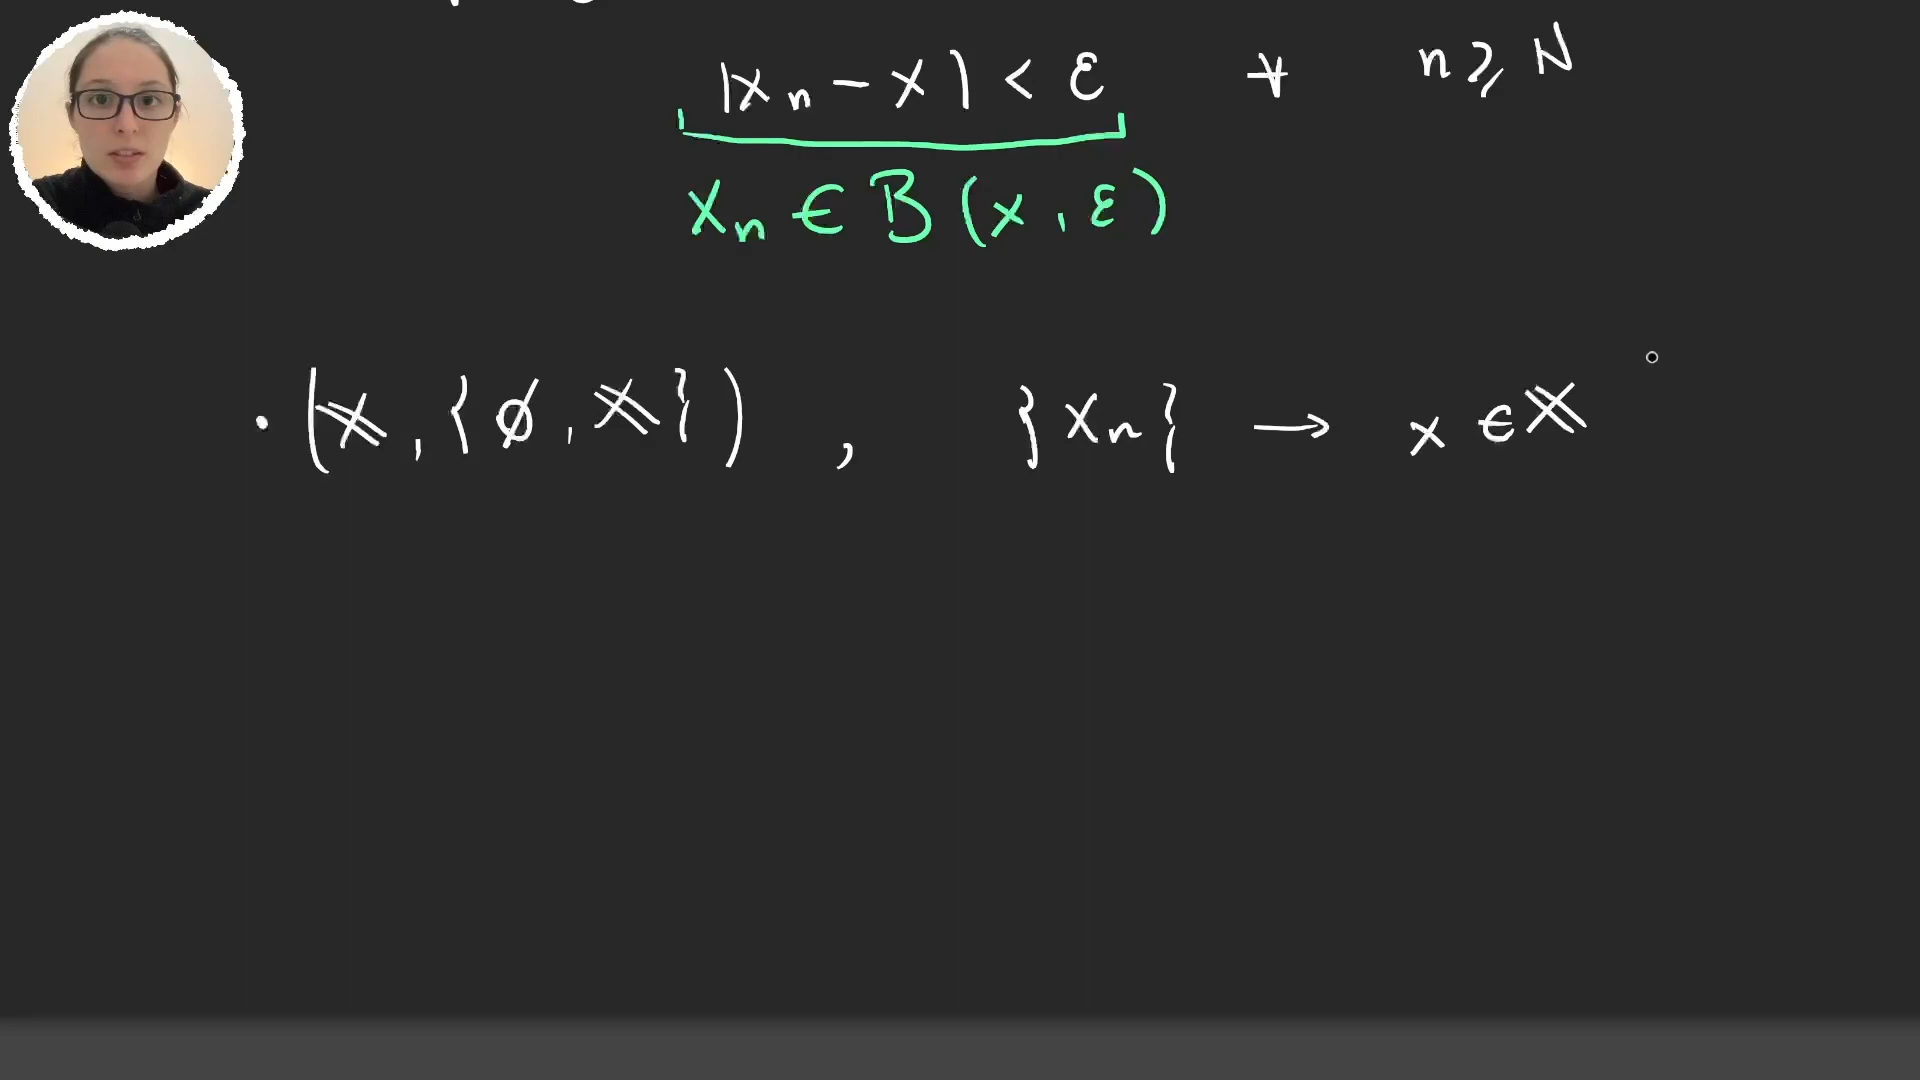 |xₙ - x| < ε ∀ n ⩾ N
xₙ ∈ B(x, ε)
• (𝕏, {∅, 𝕏}), {xₙ} → x ∈ 𝕏